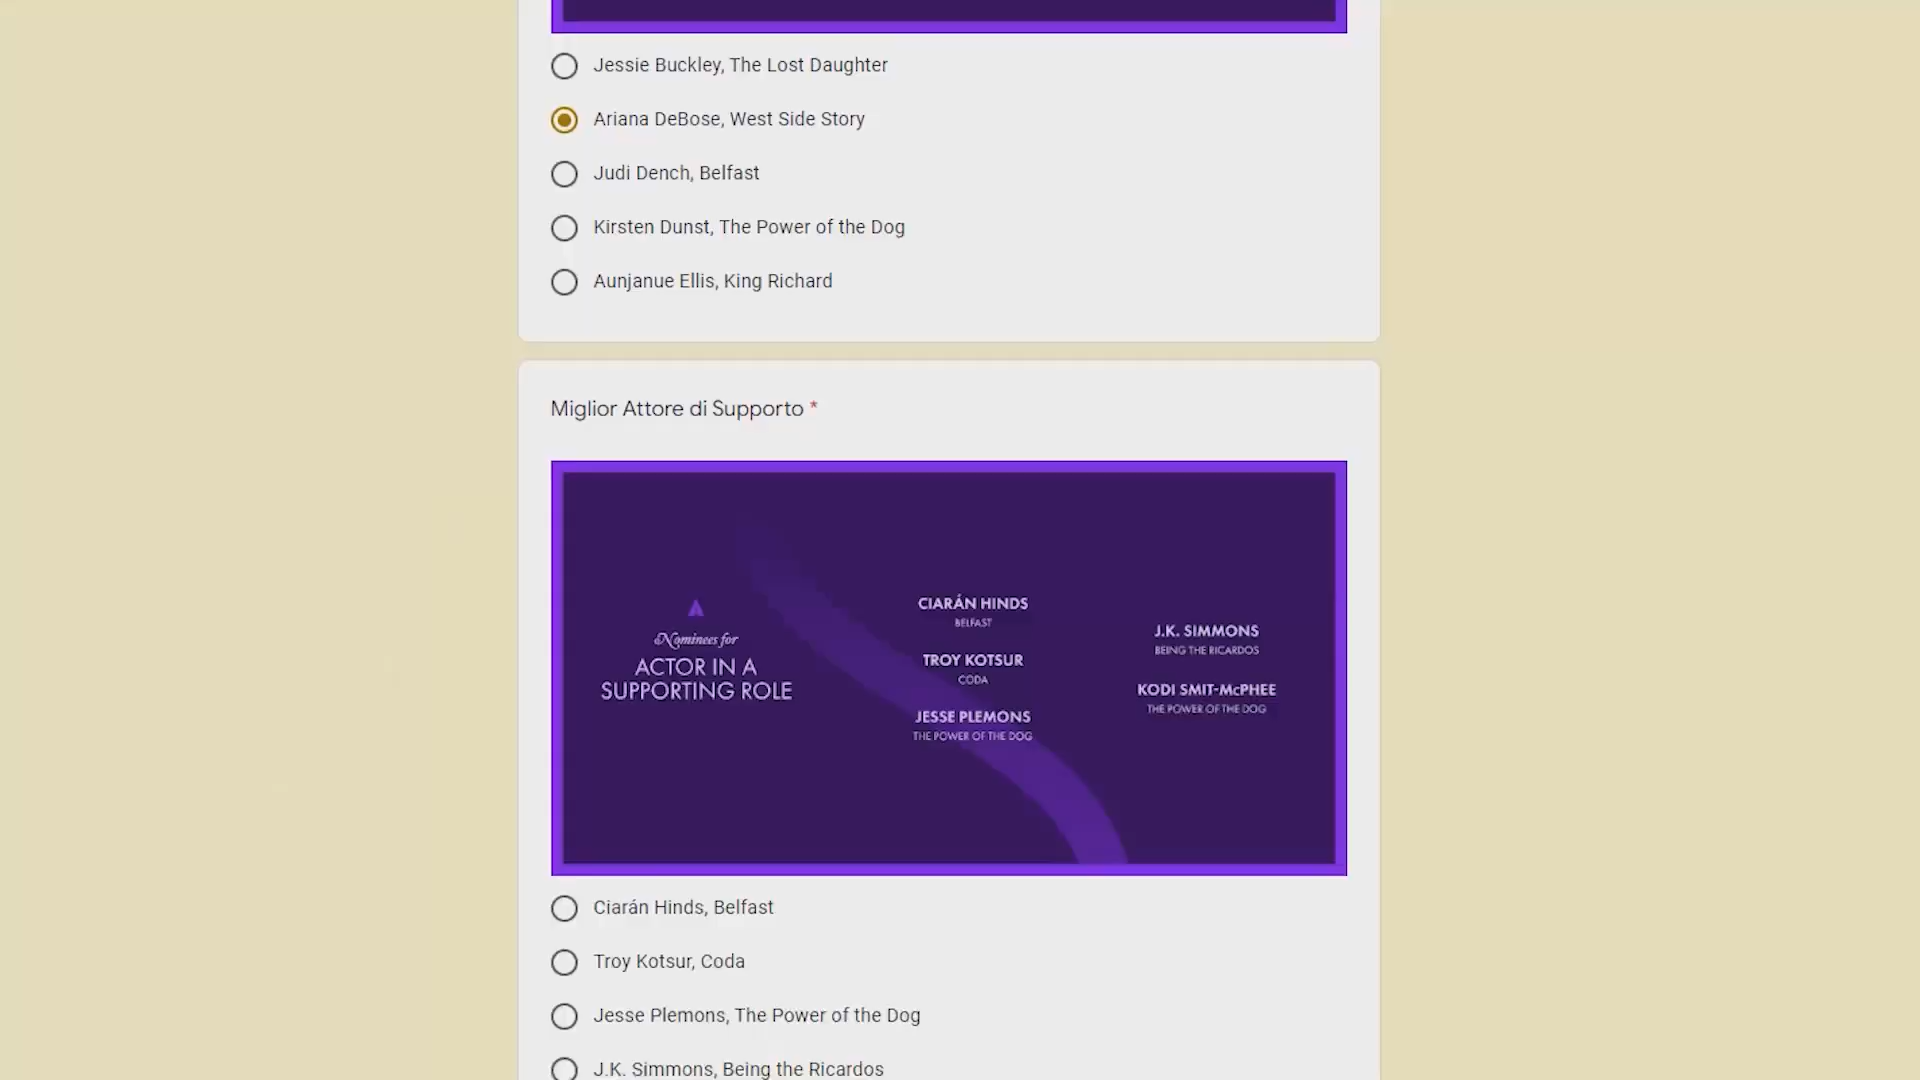 Jessie Buckley, The Lost Daughter
Ariana DeBose, West Side Story
Judi Dench, Belfast
Kirsten Dunst, The Power of the Dog
Aunjanue Ellis, King Richard
Miglior Attore di Supporto *
Nominees for
ACTOR IN A
SUPPORTING ROLE
CIARÁN HINDS
BELFAST
TROY KOTSUR
CODA
JESSE PLEMONS
THE POWER OF THE DOG
J.K. SIMMONS
BEING THE RICARDOS
KODI SMIT-McPHEE
THE POWER OF THE DOG
Ciarán Hinds, Belfast
Troy Kotsur, Coda
Jesse Plemons, The Power of the Dog
J.K. Simmons, Being the Ricardos